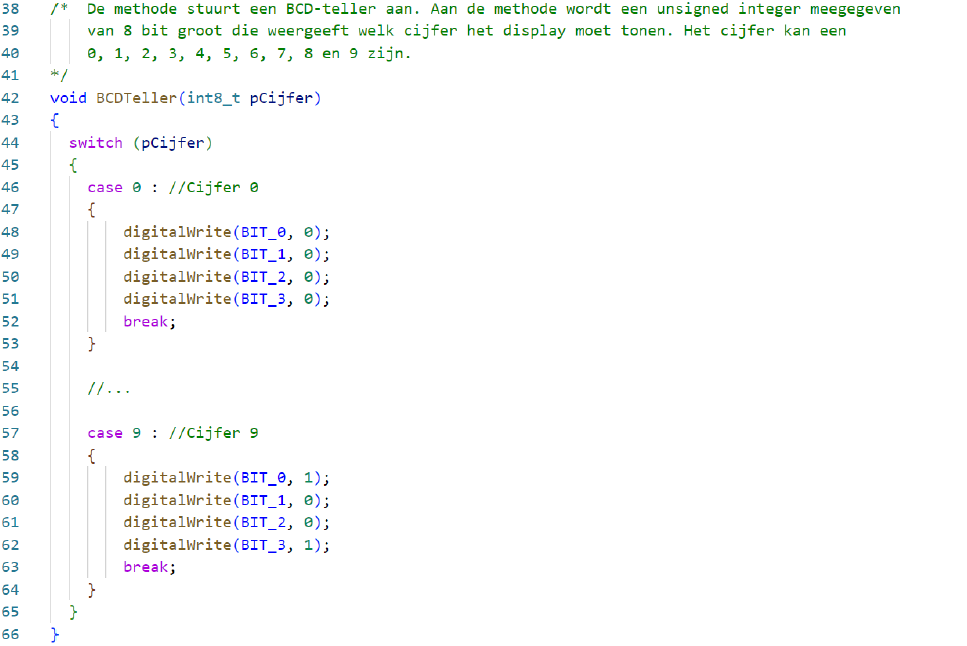 38 /* De methode stuurt een BCD-teller aan. Aan de methode wordt een unsigned integer meegegeven
39 van 8 bit groot die weergeeft welk cijfer het display moet tonen. Het cijfer kan een
40 0, 1, 2, 3, 4, 5, 6, 7, 8 en 9 zijn.
41 */
42 void BCDTeller(int8_t pCijfer)
43 {
44 switch (pCijfer)
45 {
46 case 0 : //Cijfer 0
47 {
48 digitalWrite(BIT_0, 0);
49 digitalWrite(BIT_1, 0);
50 digitalWrite(BIT_2, 0);
51 digitalWrite(BIT_3, 0);
52 break;
53 }
54
55 //...
56
57 case 9 : //Cijfer 9
58 {
59 digitalWrite(BIT_0, 1);
60 digitalWrite(BIT_1, 0);
61 digitalWrite(BIT_2, 0);
62 digitalWrite(BIT_3, 1);
63 break;
64 }
65 }
66 }